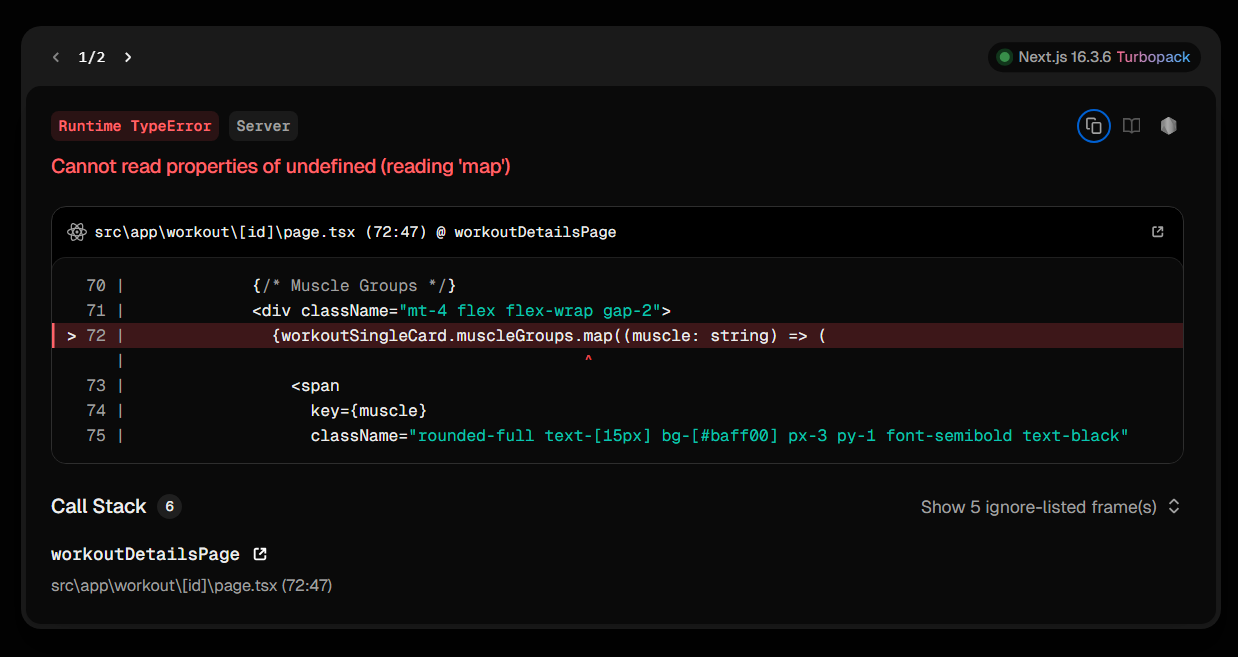 1/2
Next.js 16.3.6 Turbopack
Runtime TypeError Server
Cannot read properties of undefined (reading 'map')
src\app\workout\[id]\page.tsx (72:47) @ workoutDetailsPage
70 | {/* Muscle Groups */}
71 | <div className="mt-4 flex flex-wrap gap-2">
> 72 | {workoutSingleCard.muscleGroups.map((muscle: string) => (
| ^
73 | <span
74 | key={muscle}
75 | className="rounded-full text-[15px] bg-[#baff00] px-3 py-1 font-semibold text-black"
Call Stack 6
Show 5 ignore-listed frame(s)
workoutDetailsPage
src\app\workout\[id]\page.tsx (72:47)